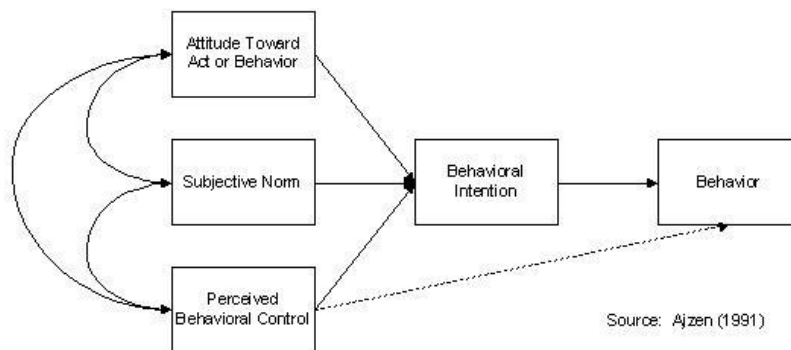 Attitude Toward
Act or Behavior
Subjective Norm
Behavioral
Intention
Behavior
Perceived
Behavioral Control
Source: Ajzen (1991)